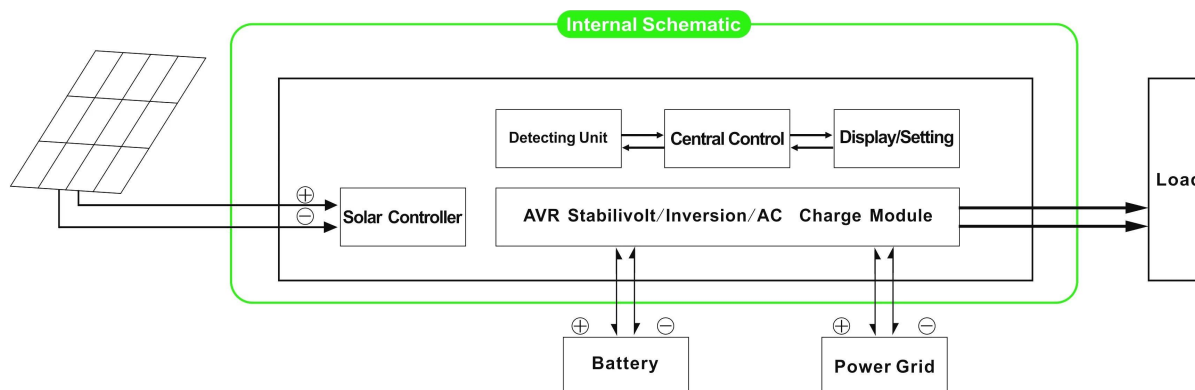 Internal Schematic
Detecting Unit
Central Control
Display/Setting
Load
+
−
Solar Controller
AVR Stabilivolt/Inversion/AC Charge Module
+ −
+ −
Battery
Power Grid